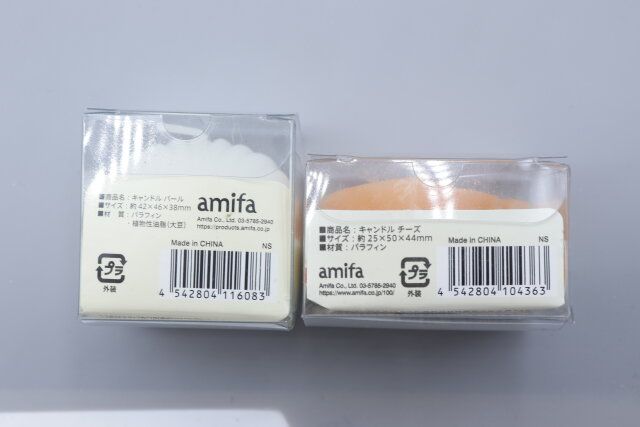 ■商品名：キャンドル パール
■サイズ：約 42×46×38mm
■材　質：パラフィン
・植物性油脂(大豆)
amifa
Amifa Co., Ltd. 03-5785-2940
https://products.amifa.co.jp
Made in CHINA
NS
プラ
外装
4 542804 116083
■商品名：キャンドル チーズ
■サイズ：約 25×50×44mm
■材質：パラフィン
amifa
Amifa Co., Ltd. 03-5785-2940
https://www.amifa.co.jp/100/
プラ
外装
Made in CHINA
NS
4 542804 104363